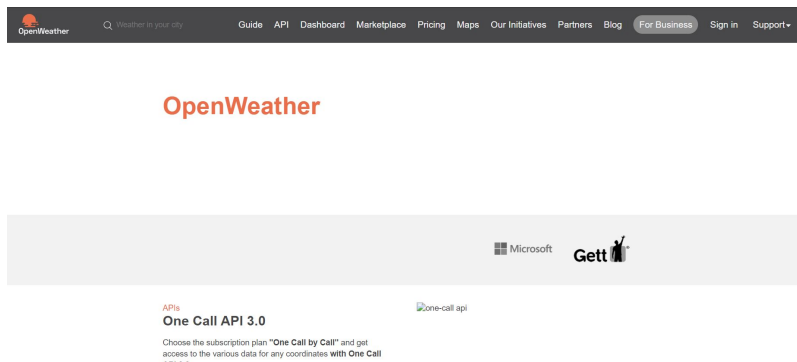 OpenWeather
Weather in your city
Guide API Dashboard Marketplace Pricing Maps Our Initiatives Partners Blog For Business Sign in Support
OpenWeather
Microsoft Gett
APIs
one-call api
One Call API 3.0
Choose the subscription plan "One Call by Call" and get
access to the various data for any coordinates with One Call